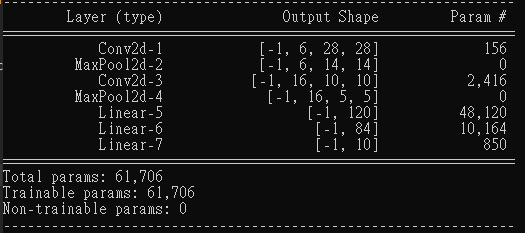 ----------------------------------------------------------------
        Layer (type)               Output Shape         Param #
================================================================
            Conv2d-1            [-1, 6, 28, 28]             156
         MaxPool2d-2            [-1, 6, 14, 14]               0
            Conv2d-3           [-1, 16, 10, 10]           2,416
         MaxPool2d-4             [-1, 16, 5, 5]               0
            Linear-5                  [-1, 120]          48,120
            Linear-6                   [-1, 84]          10,164
            Linear-7                   [-1, 10]             850
================================================================
Total params: 61,706
Trainable params: 61,706
Non-trainable params: 0
----------------------------------------------------------------